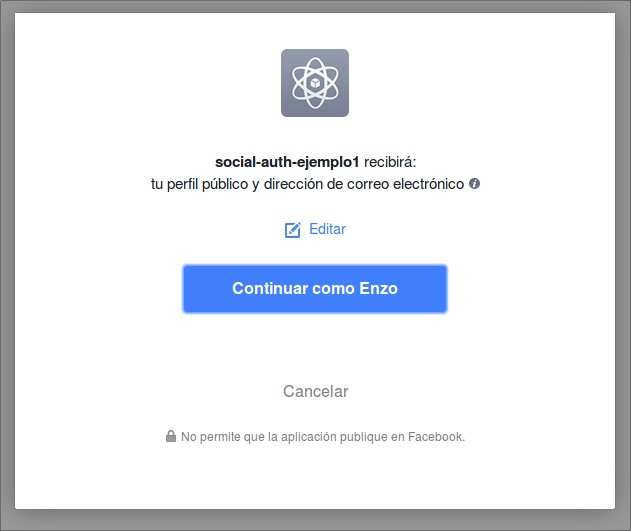 social-auth-ejemplo1 recibirá:
tu perfil público y dirección de correo electrónico
Editar
Continuar como Enzo
Cancelar
No permite que la aplicación publique en Facebook.